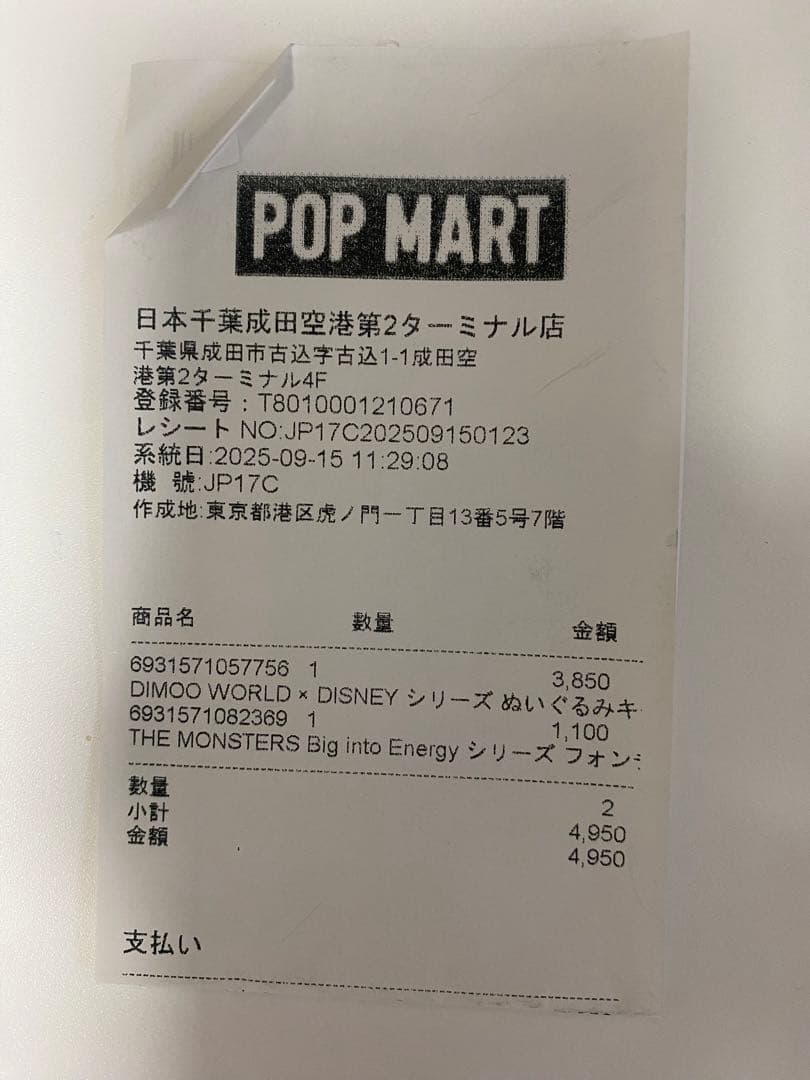 POP MART
日本千葉成田空港第2ターミナル店
千葉県成田市古込字古込1-1成田空
港第2ターミナル4F
登録番号：T8010001210671
レシート NO:JP17C202509150123
系統日:2025-09-15 11:29:08
機 號:JP17C
作成地:東京都港区虎ノ門一丁目13番5号7階
商品名 數量 金額
6931571057756 1 3,850
DIMOO WORLD × DISNEY シリーズ ぬいぐるみキ
6931571082369 1 1,100
THE MONSTERS Big into Energy シリーズ フォン
數量 2
小計 4,950
金額 4,950
支払い